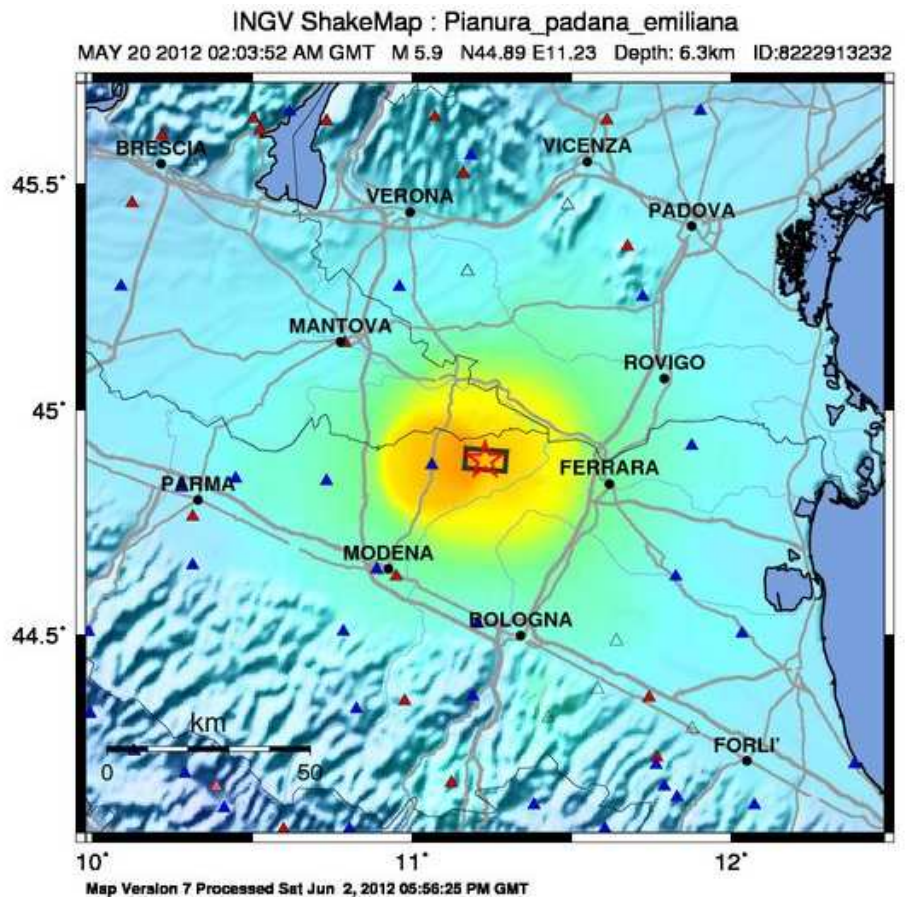 INGV ShakeMap : Pianura_padana_emiliana
MAY 20 2012 02:03:52 AM GMT M 5.9 N44.89 E11.23 Depth: 6.3km ID:8222913232
BRESCIA
VICENZA
45.5°
VERONA
PADOVA
MANTOVA
ROVIGO
45°
FERRARA
PARMA
MODENA
BOLOGNA
44.5°
km
FORLI'
0 50
10° 11° 12°
Map Version 7 Processed Sat Jun 2, 2012 05:56:25 PM GMT